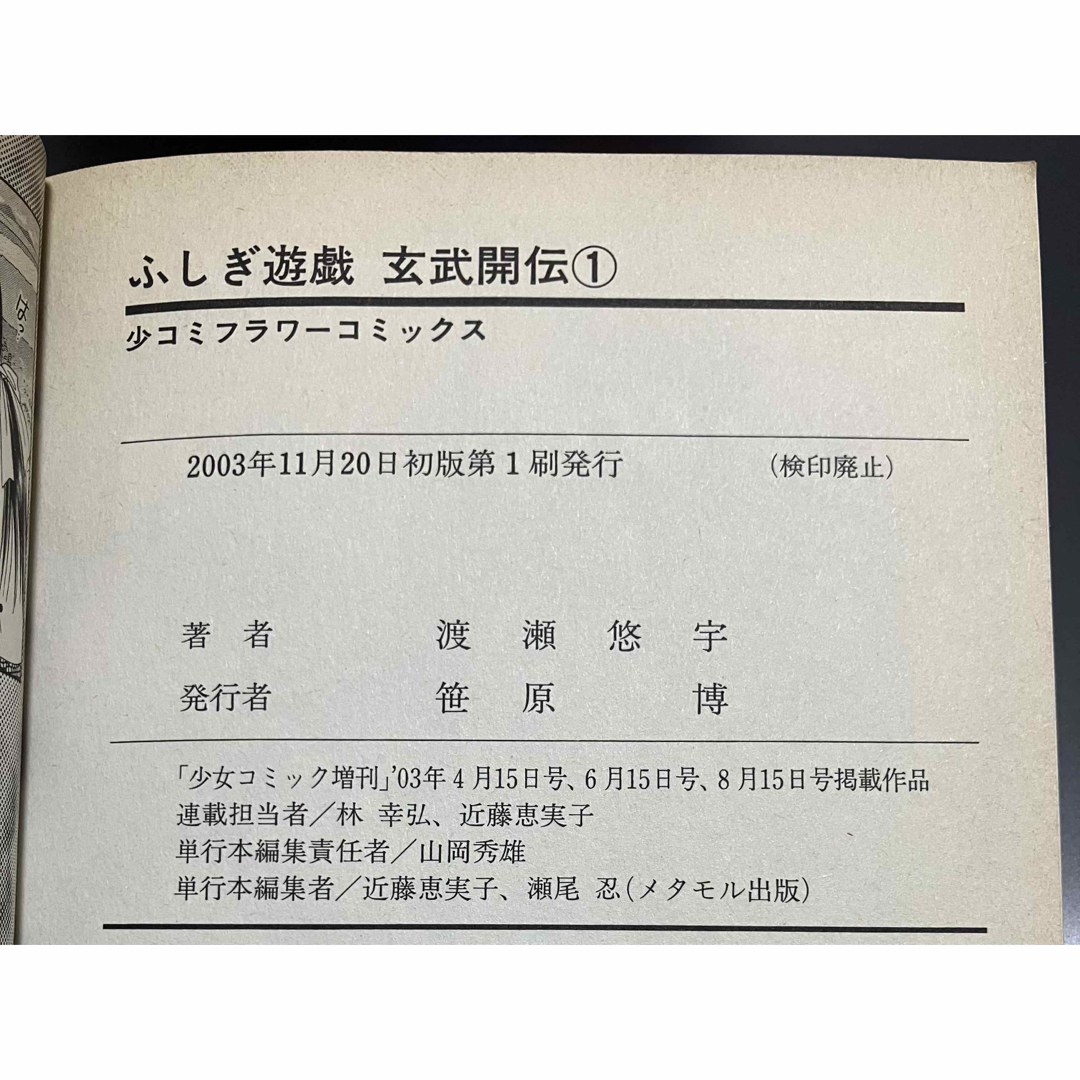 ふしぎ遊戯 玄武開伝①
少コミフラワーコミックス
2003年11月20日初版第1刷発行 (検印廃止)
著者 渡瀬悠宇
発行者 笹原博
「少女コミック増刊」'03年4月15日号、6月15日号、8月15日号掲載作品
連載担当者／林 幸弘、近藤恵実子
単行本編集責任者／山岡秀雄
単行本編集者／近藤恵実子、瀬尾 忍(メタモル出版)